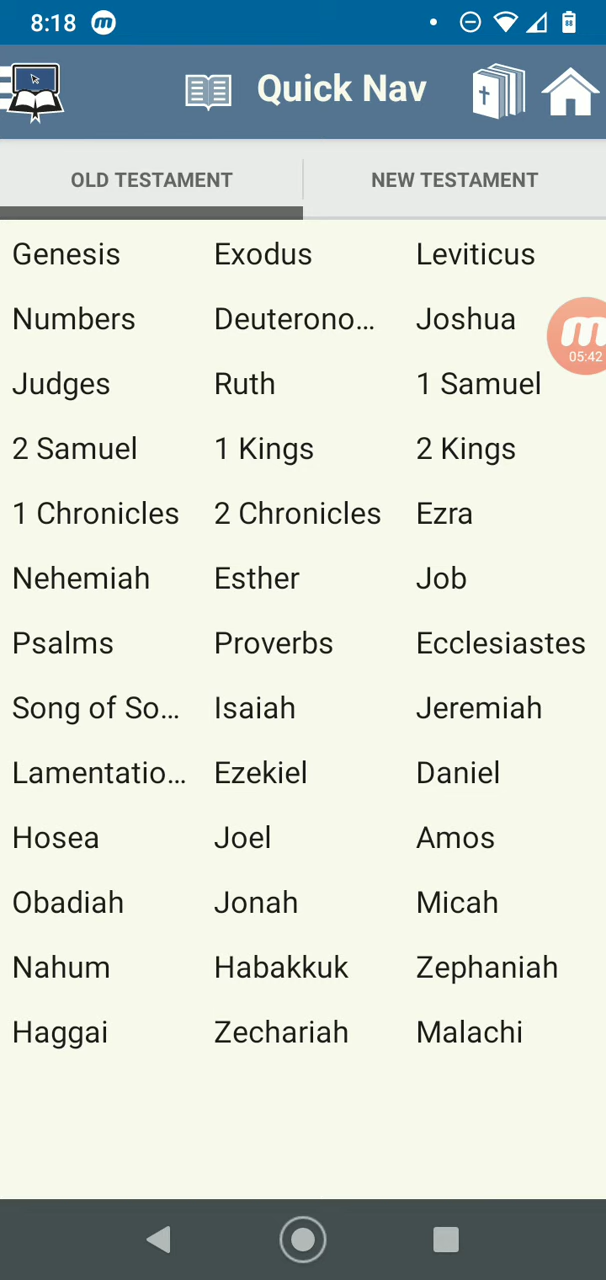 8:18 m
88
Quick Nav
OLD TESTAMENT NEW TESTAMENT
Genesis Exodus Leviticus
Numbers Deuterono... Joshua
m
05:42
Judges Ruth 1 Samuel
2 Samuel 1 Kings 2 Kings
1 Chronicles 2 Chronicles Ezra
Nehemiah Esther Job
Psalms Proverbs Ecclesiastes
Song of So... Isaiah Jeremiah
Lamentatio... Ezekiel Daniel
Hosea Joel Amos
Obadiah Jonah Micah
Nahum Habakkuk Zephaniah
Haggai Zechariah Malachi